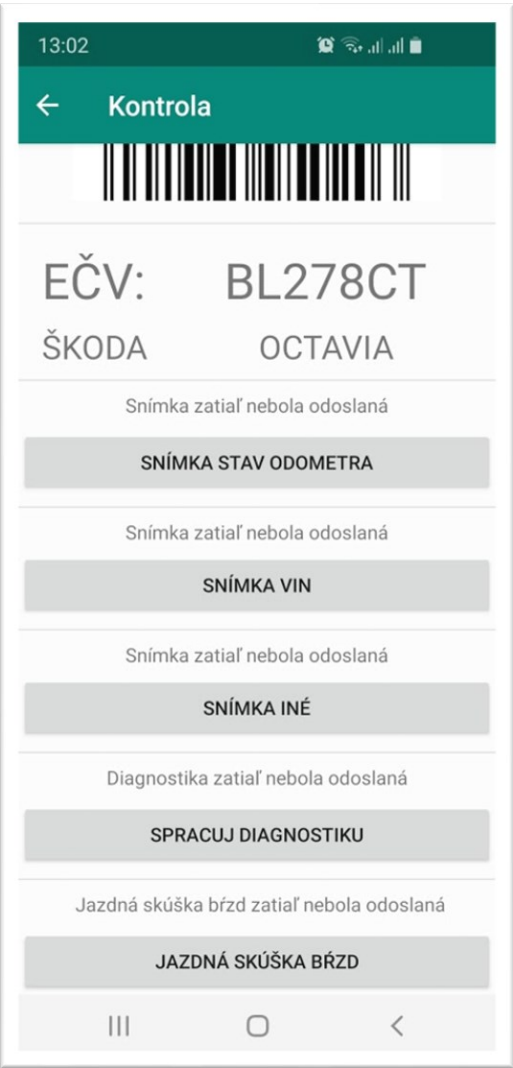 13:02
Kontrola
EČV: BL278CT
ŠKODA OCTAVIA
Snímka zatiaľ nebola odoslaná
SNÍMKA STAV ODOMETRA
Snímka zatiaľ nebola odoslaná
SNÍMKA VIN
Snímka zatiaľ nebola odoslaná
SNÍMKA INÉ
Diagnostika zatiaľ nebola odoslaná
SPRACUJ DIAGNOSTIKU
Jazdná skúška bŕzd zatiaľ nebola odoslaná
JAZDNÁ SKÚŠKA BŔZD